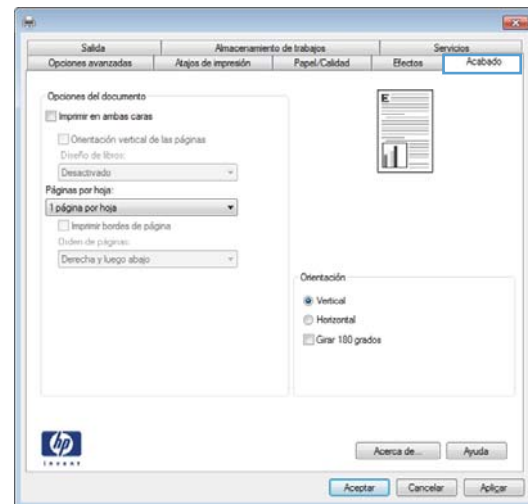 Salida Almacenamiento de trabajos Servicios
Opciones avanzadas Atajos de impresión Papel/Calidad Efectos Acabado
Opciones del documento
Imprimir en ambas caras
Orientación vertical de las páginas
Diseño de libros:
Desactivado
Páginas por hoja:
1 página por hoja
Imprimir bordes de página
Orden de páginas:
Derecha y luego abajo
E
Orientación
Vertical
Horizontal
Girar 180 grados
hp
invent
Acerca de... Ayuda
Aceptar Cancelar Aplicar